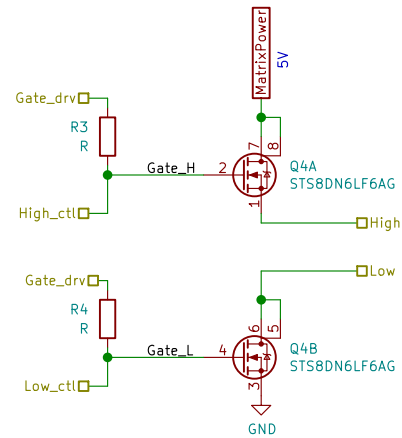 MatrixPower
5V
Gate_drv
R3
R
7
8
Gate_H
2
Q4A
STS8DN6LF6AG
1
High_ctl
High
Low
Gate_drv
R4
R
6
5
Gate_L
4
Q4B
STS8DN6LF6AG
3
Low_ctl
GND